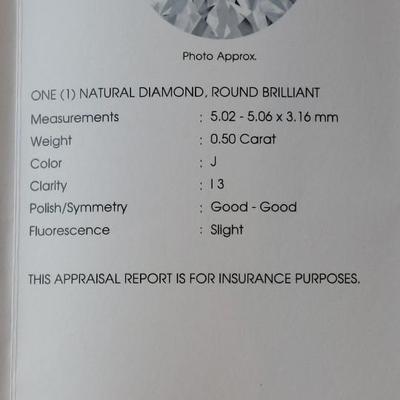 Photo Approx.
ONE (1) NATURAL DIAMOND, ROUND BRILLIANT
Measurements : 5.02 - 5.06 x 3.16 mm
Weight : 0.50 Carat
Color : J
Clarity : I 3
Polish/Symmetry : Good - Good
Fluorescence : Slight
THIS APPRAISAL REPORT IS FOR INSURANCE PURPOSES.